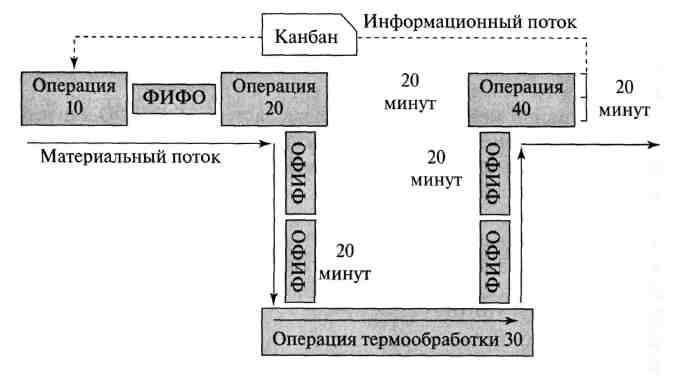 Информационный поток
Канбан
Операция
10
ФИФО
Операция
20
20
минут
Операция
40
20
минут
Материальный поток
ФИФО
20
минут
ФИФО
ФИФО
20
минут
ФИФО
Операция термообработки 30